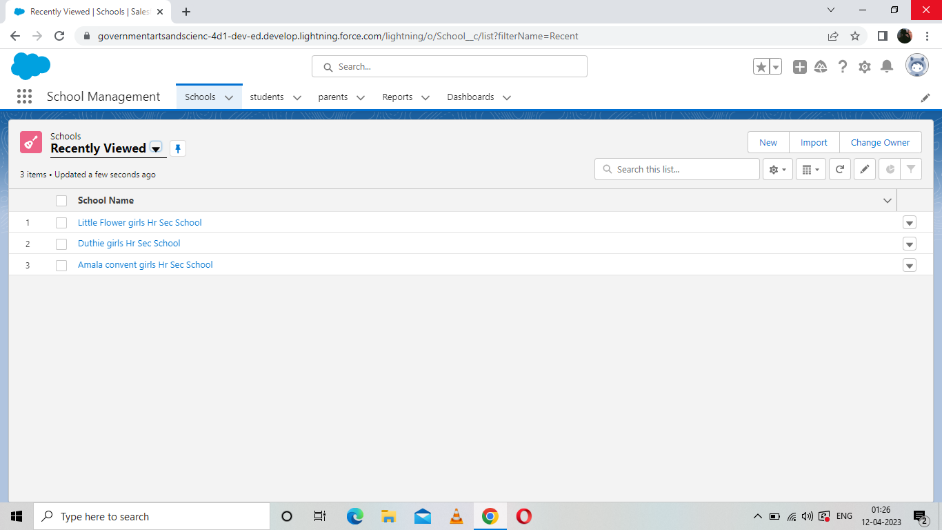 Recently Viewed | Schools | Sales
governmentartsandscienc-4d1-dev-ed.develop.lightning.force.com/lightning/o/School__c/list?filterName=Recent
Search...
School Management
Schools
students
parents
Reports
Dashboards
Schools
Recently Viewed
New
Import
Change Owner
3 items • Updated a few seconds ago
Search this list...
School Name
1 Little Flower girls Hr Sec School
2 Duthie girls Hr Sec School
3 Amala convent girls Hr Sec School
Type here to search
ENG
01:26
12-04-2023
2